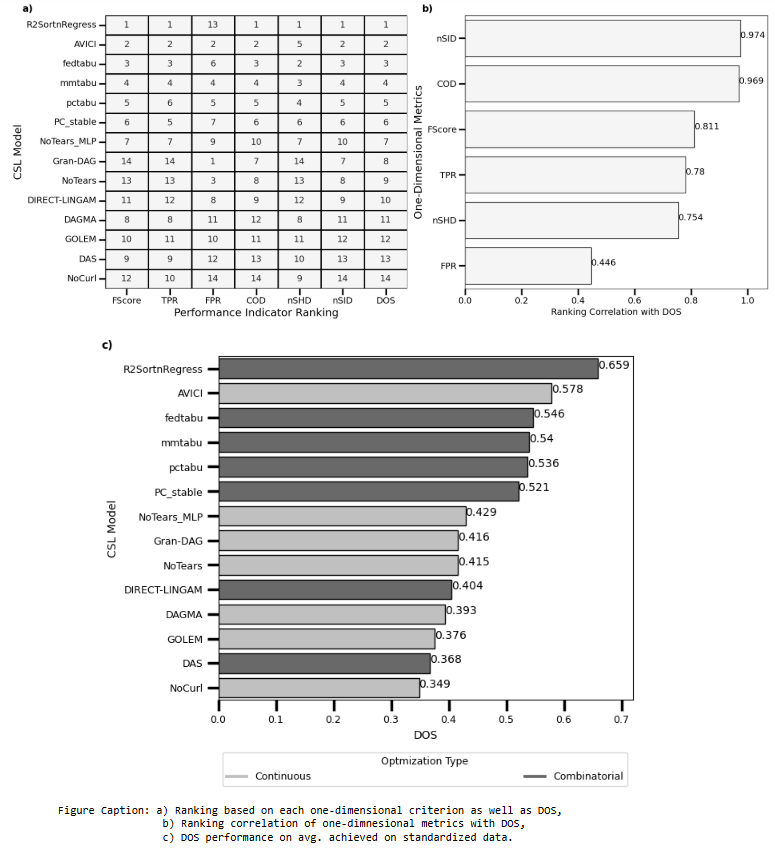 a)
R2SortnRegress 1 1 13 1 1 1 1
AVICI 2 2 2 2 5 2 2
fedtabu 3 3 6 3 2 3 3
mmtabu 4 4 4 4 3 4 4
pctabu 5 6 5 5 4 5 5
PC_stable 6 5 7 6 6 6 6
NoTears_MLP 7 7 9 10 7 10 7
Gran-DAG 14 14 1 7 14 7 8
NoTears 13 13 3 8 13 8 9
DIRECT-LINGAM 11 12 8 9 12 9 10
DAGMA 8 8 11 12 8 11 11
GOLEM 10 11 10 11 11 12 12
DAS 9 9 12 13 10 13 13
NoCurl 12 10 14 14 9 14 14
FScore TPR FPR COD nSHD nSID DOS
Performance Indicator Ranking
CSL Model
b)
nSID 0.974
COD 0.969
FScore 0.811
TPR 0.78
nSHD 0.754
FPR 0.446
0.0 0.2 0.4 0.6 0.8 1.0
Ranking Correlation with DOS
One-Dimensional Metrics
c)
R2SortnRegress 0.659
AVICI 0.578
fedtabu 0.546
mmtabu 0.54
pctabu 0.536
PC_stable 0.521
NoTears_MLP 0.429
Gran-DAG 0.416
NoTears 0.415
DIRECT-LINGAM 0.404
DAGMA 0.393
GOLEM 0.376
DAS 0.368
NoCurl 0.349
0.0 0.1 0.2 0.3 0.4 0.5 0.6 0.7
DOS
CSL Model
Optmization Type
Continuous Combinatorial
Figure Caption: a) Ranking based on each one-dimensional criterion as well as DOS,
b) Ranking correlation of one-dimnesional metrics with DOS,
c) DOS performance on avg. achieved on standardized data.